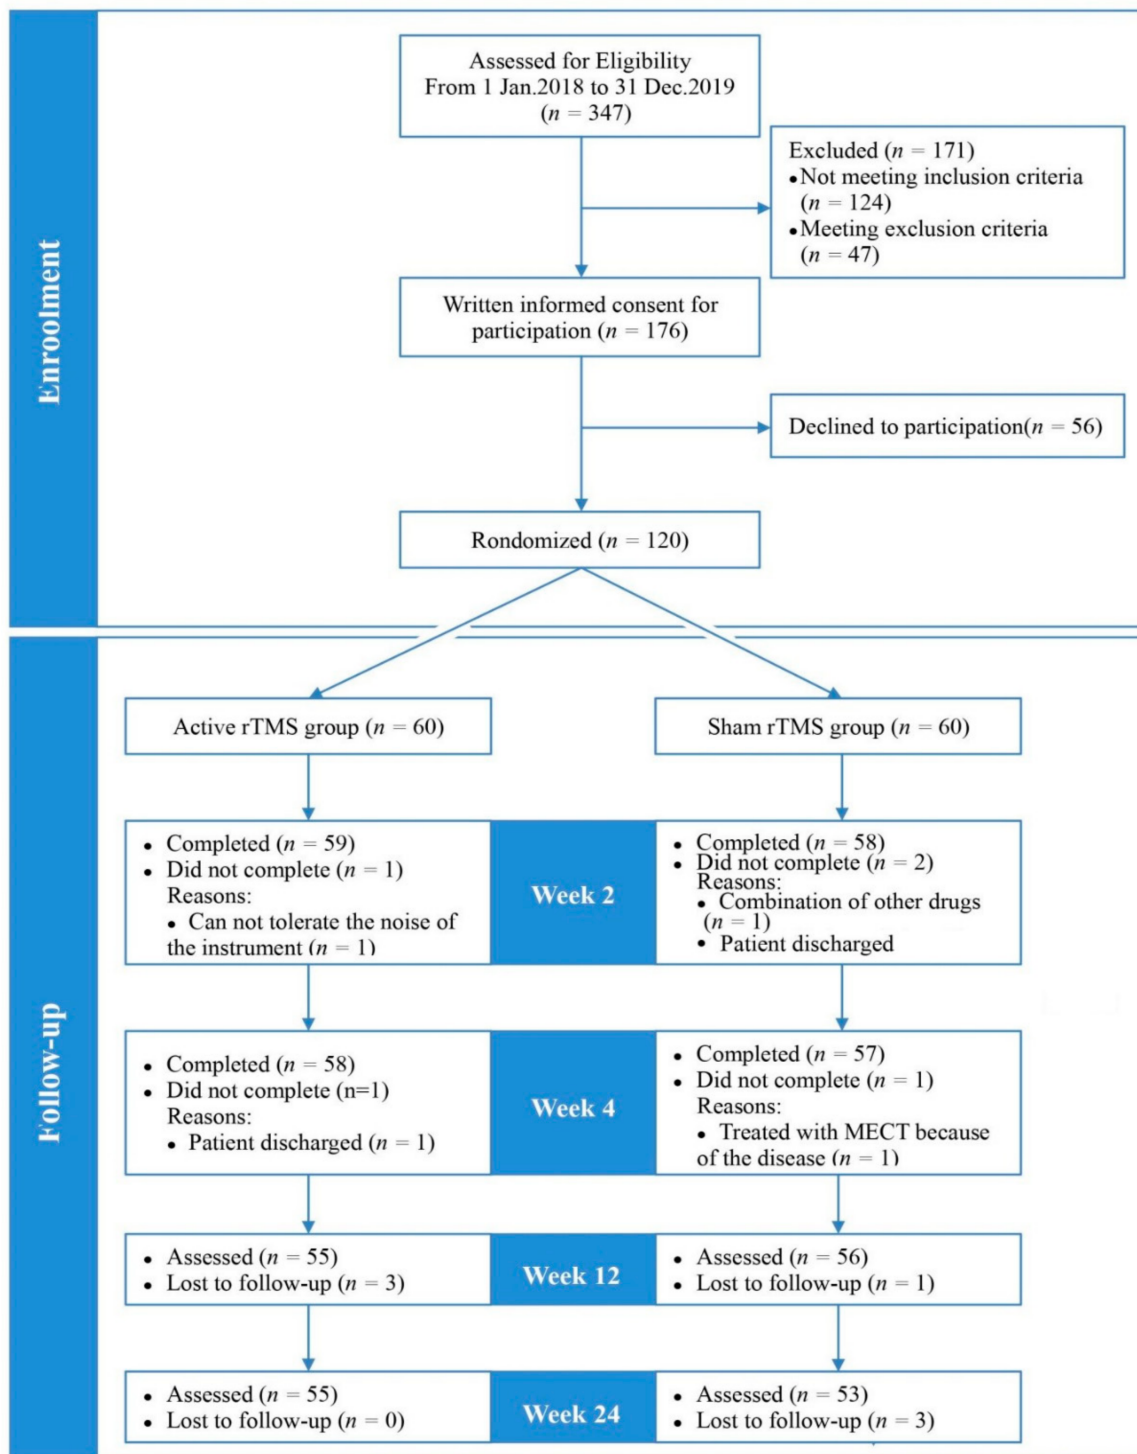 Assessed for Eligibility
From 1 Jan.2018 to 31 Dec.2019
(n = 347)
Excluded (n = 171)
•Not meeting inclusion criteria
(n = 124)
•Meeting exclusion criteria
(n = 47)
Enroolment
Written informed consent for
participation (n = 176)
Declined to participation(n = 56)
Rondomized (n = 120)
Follow-up
Active rTMS group (n = 60)
Sham rTMS group (n = 60)
• Completed (n = 59)
• Did not complete (n = 1)
Reasons:
• Can not tolerate the noise of
the instrument (n = 1)
Week 2
• Completed (n = 58)
• Did not complete (n = 2)
Reasons:
• Combination of other drugs
(n = 1)
• Patient discharged
• Completed (n = 58)
• Did not complete (n=1)
Reasons:
• Patient discharged (n = 1)
Week 4
• Completed (n = 57)
• Did not complete (n = 1)
Reasons:
• Treated with MECT because
of the disease (n = 1)
• Assessed (n = 55)
• Lost to follow-up (n = 3)
Week 12
• Assessed (n = 56)
• Lost to follow-up (n = 1)
• Assessed (n = 55)
• Lost to follow-up (n = 0)
Week 24
• Assessed (n = 53)
• Lost to follow-up (n = 3)